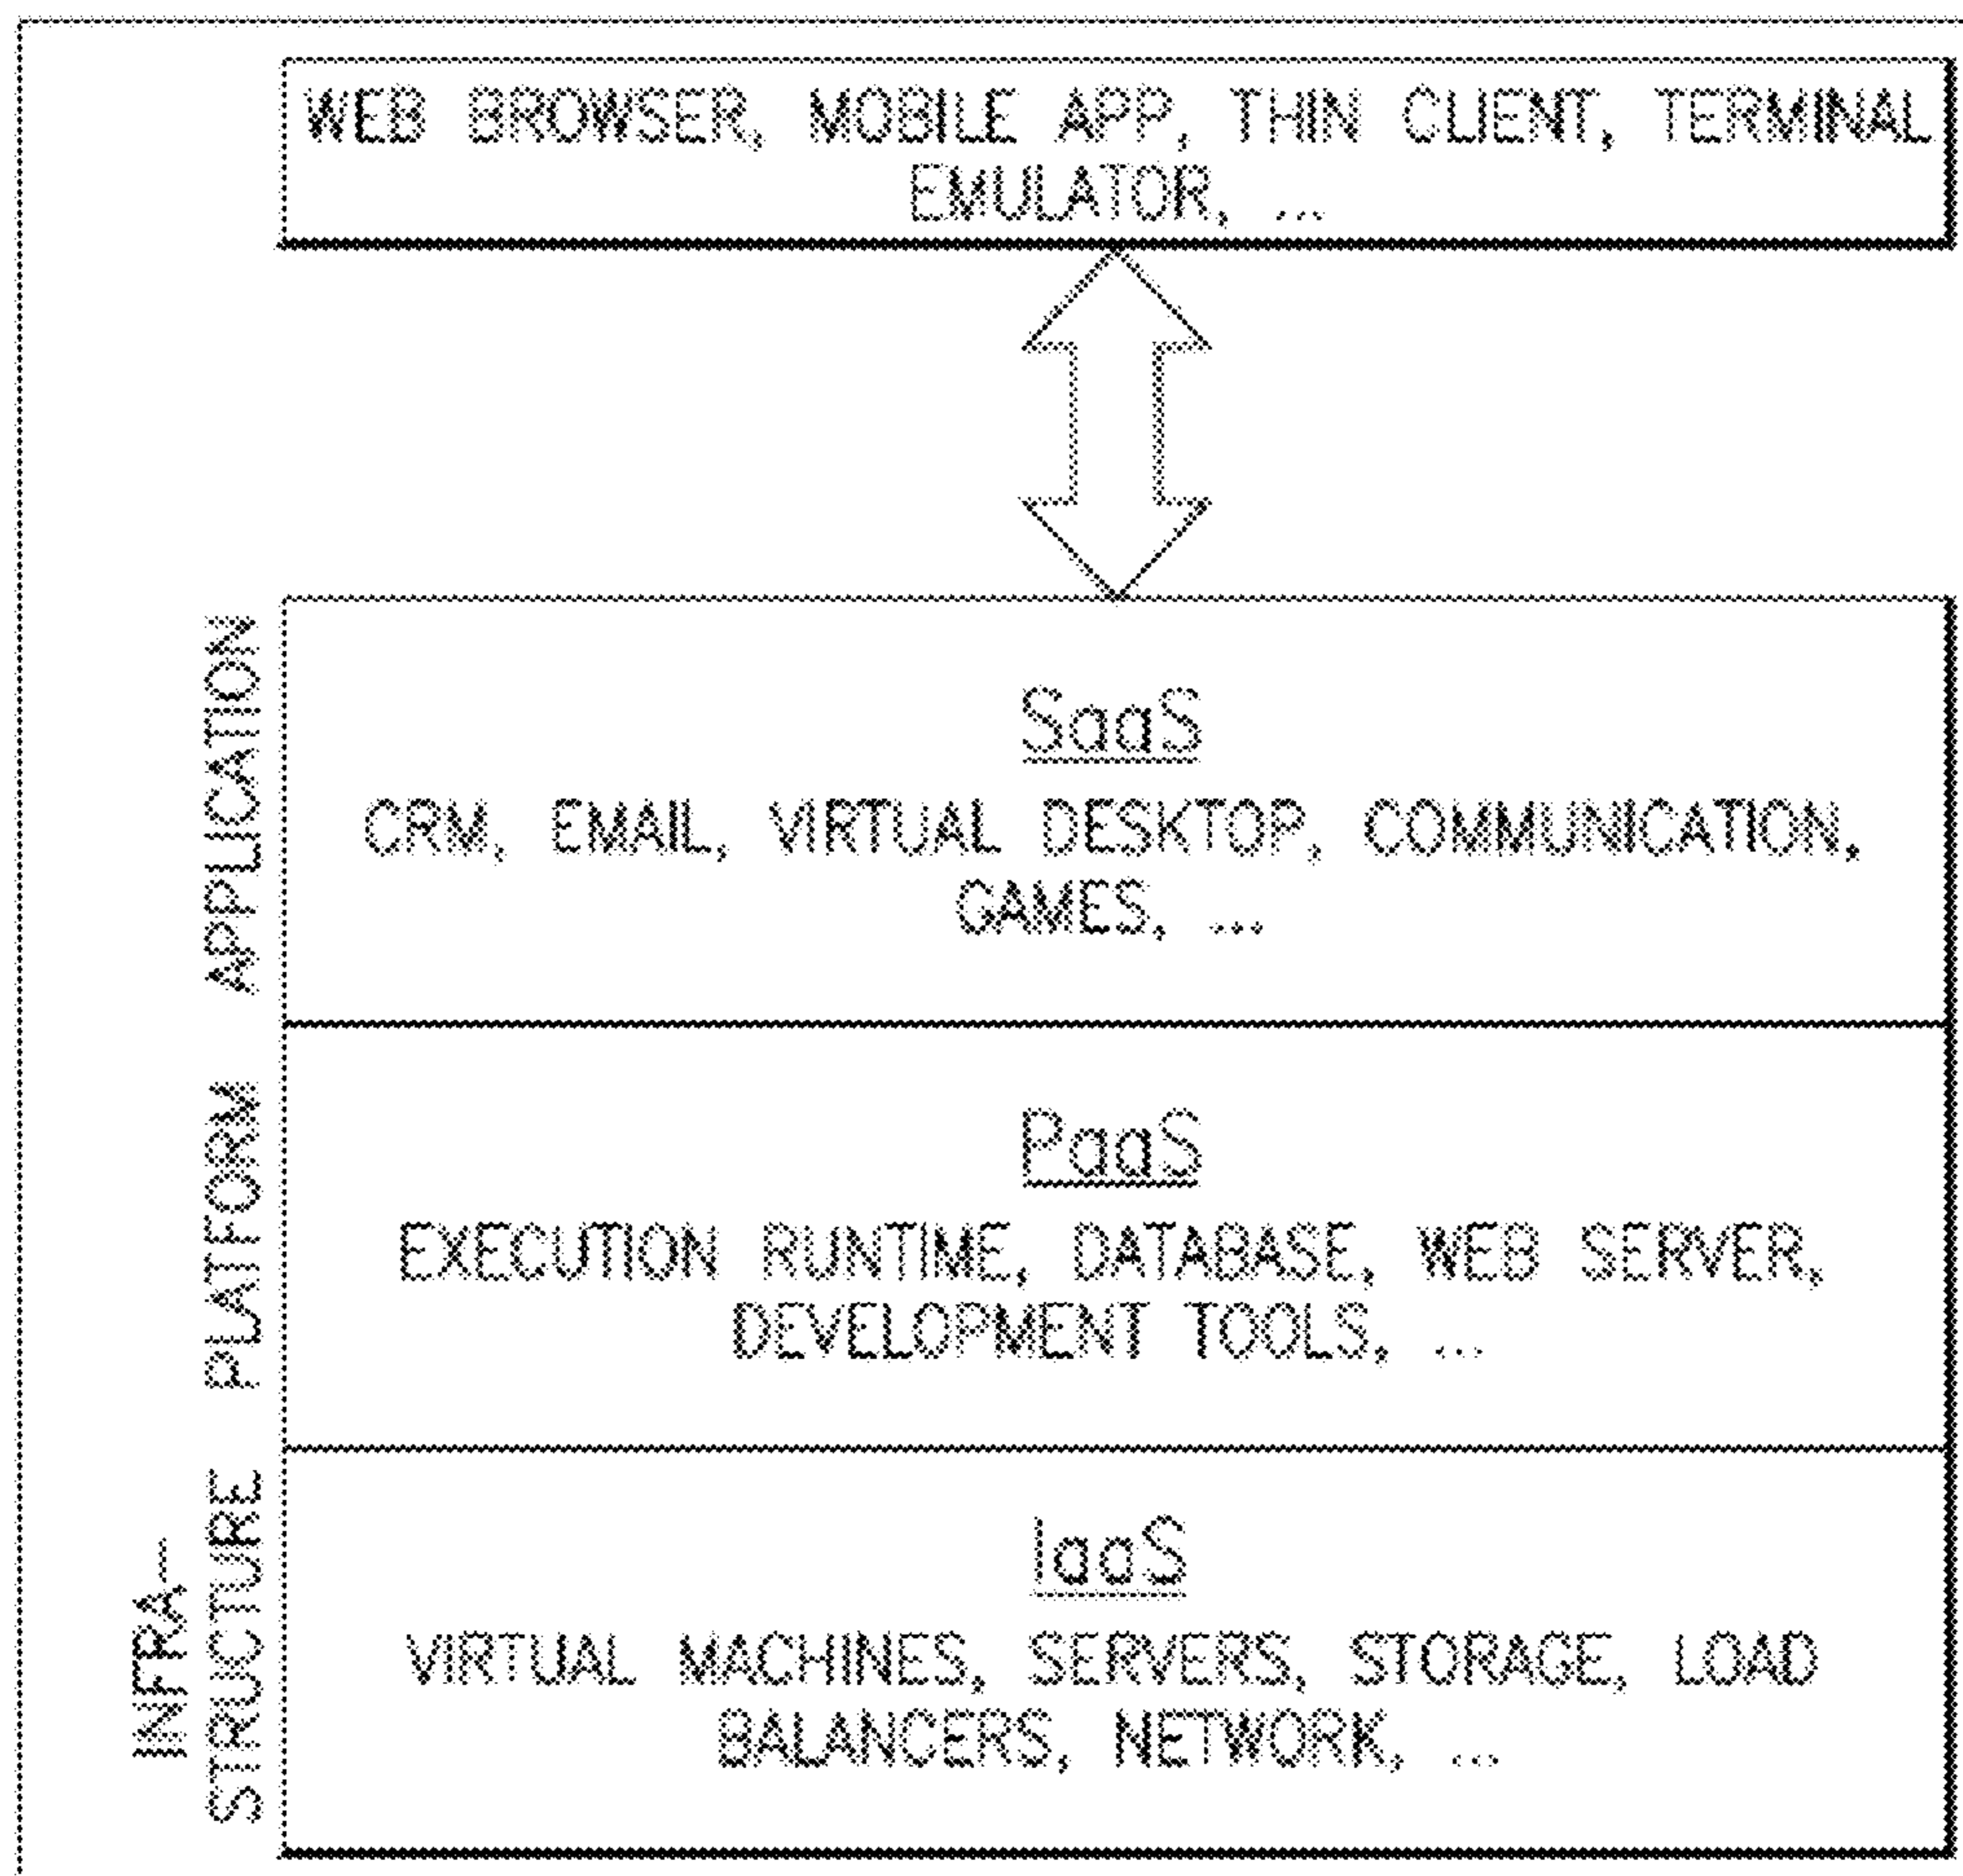 WEB BROWSER, MOBILE APP, THIN CLIENT, TERMINAL
EMULATOR, ...
APPLICATION
SaaS
CRM, EMAIL, VIRTUAL DESKTOP, COMMUNICATION,
GAMES, ...
PLATFORM
PaaS
EXECUTION RUNTIME, DATABASE, WEB SERVER,
DEVELOPMENT TOOLS, ...
INFRA-
STRUCTURE
IaaS
VIRTUAL MACHINES, SERVERS, STORAGE, LOAD
BALANCERS, NETWORK, ...